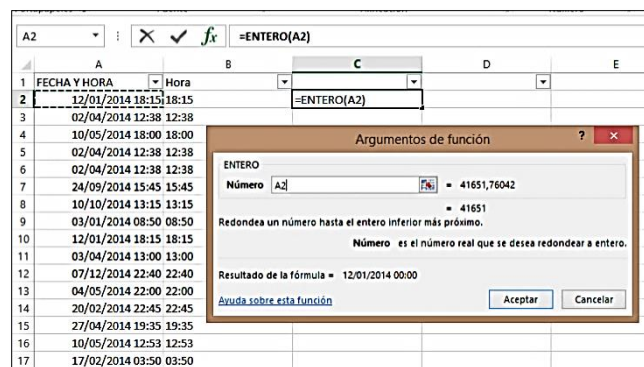 A2 =ENTERO(A2)
A B C D E
1 FECHA Y HORA Hora
2 12/01/2014 18:15 18:15 =ENTERO(A2)
3 02/04/2014 12:38 12:38
4 10/05/2014 18:00 18:00
5 02/04/2014 12:38 12:38
6 02/04/2014 12:38 12:38
7 24/09/2014 15:45 15:45
8 10/10/2014 13:15 13:15
9 03/01/2014 08:50 08:50
10 12/01/2014 18:15 18:15
11 03/04/2014 13:00 13:00
12 07/12/2014 22:40 22:40
13 04/05/2014 22:00 22:00
14 20/02/2014 22:45 22:45
15 27/04/2014 19:35 19:35
16 10/05/2014 12:53 12:53
17 17/02/2014 03:50 03:50
Argumentos de función ?
ENTERO
Número A2 = 41651,76042
= 41651
Redondea un número hasta el entero inferior más próximo.
Número es el número real que se desea redondear a entero.
Resultado de la fórmula = 12/01/2014 00:00
Ayuda sobre esta función Aceptar Cancelar